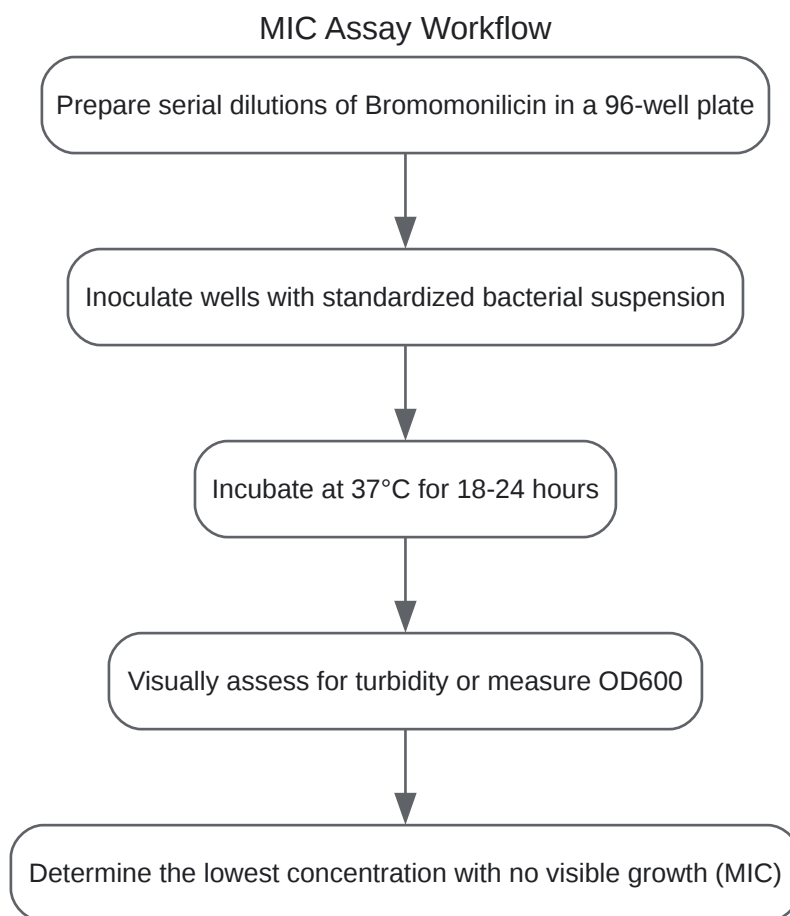 MIC Assay Workflow
Prepare serial dilutions of Bromomonilicin in a 96-well plate
Inoculate wells with standardized bacterial suspension
Incubate at 37°C for 18-24 hours
Visually assess for turbidity or measure OD600
Determine the lowest concentration with no visible growth (MIC)